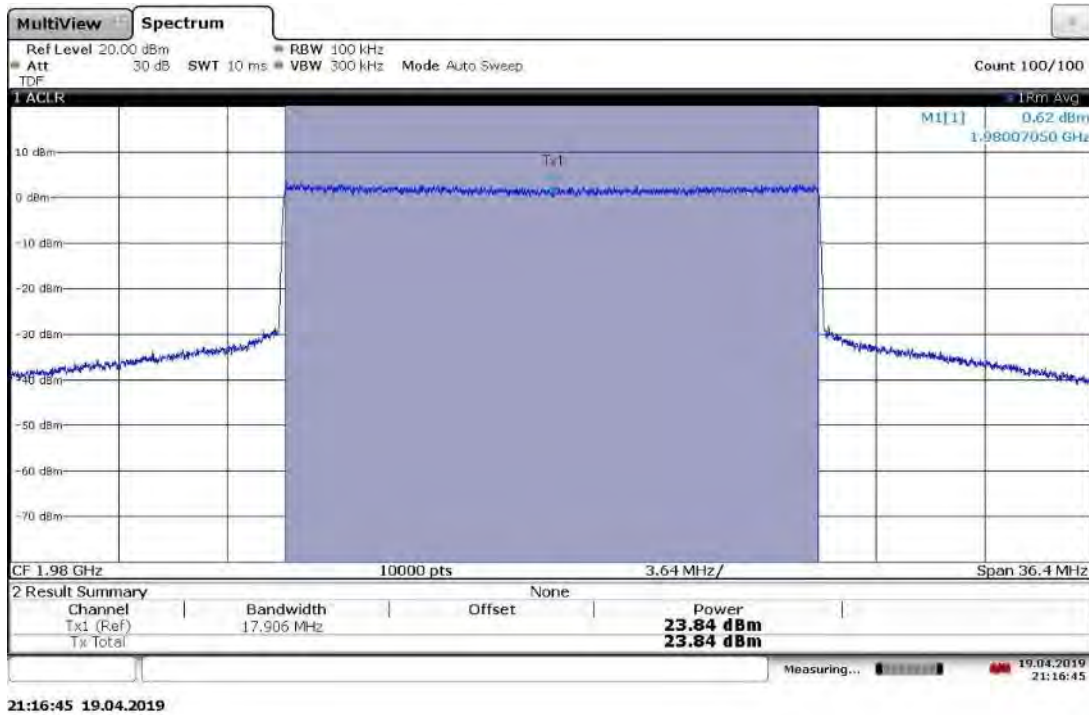 MultiView Spectrum
Ref Level 20.00 dBm RBW 100 kHz
Att 30 dB SWT 10 ms VBW 300 kHz Mode Auto Sweep Count 100/100
TDF
1 ACLR 1Rm Avg
M1[1] 0.62 dBm
1.98007050 GHz
10 dBm
Tx1
0 dBm
-10 dBm
-20 dBm
-30 dBm
-40 dBm
-50 dBm
-60 dBm
-70 dBm
CF 1.98 GHz 10000 pts 3.64 MHz/ Span 36.4 MHz
2 Result Summary None
Channel Bandwidth Offset Power
Tx1 (Ref) 17.906 MHz 23.84 dBm
Tx Total 23.84 dBm
Measuring... 19.04.2019
21:16:45
21:16:45 19.04.2019